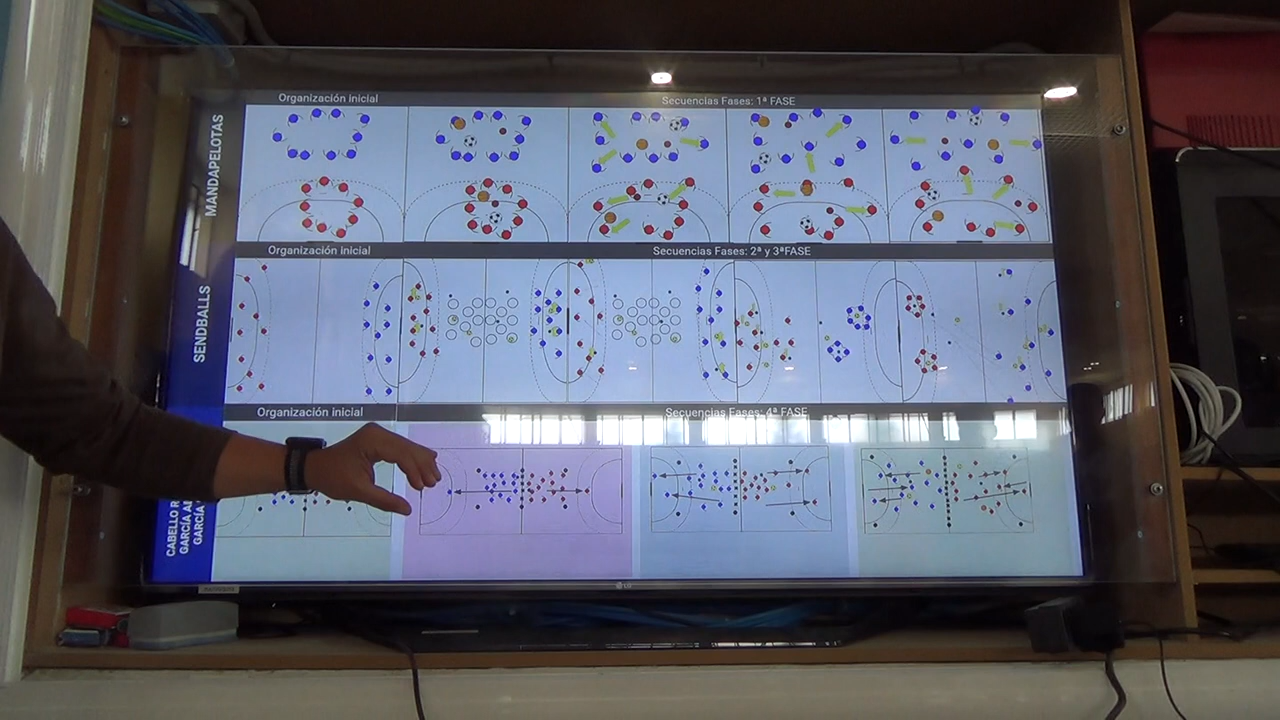 Organización inicial
Secuencias Fases: 1ª FASE
MANDAPELOTAS
Organización inicial
Secuencias Fases: 2ª y 3ªFASE
SENDBALLS
Organización inicial
Secuencias Fases: 4ª FASE
CABELLO
GARCÍA
GARCÍA
LG